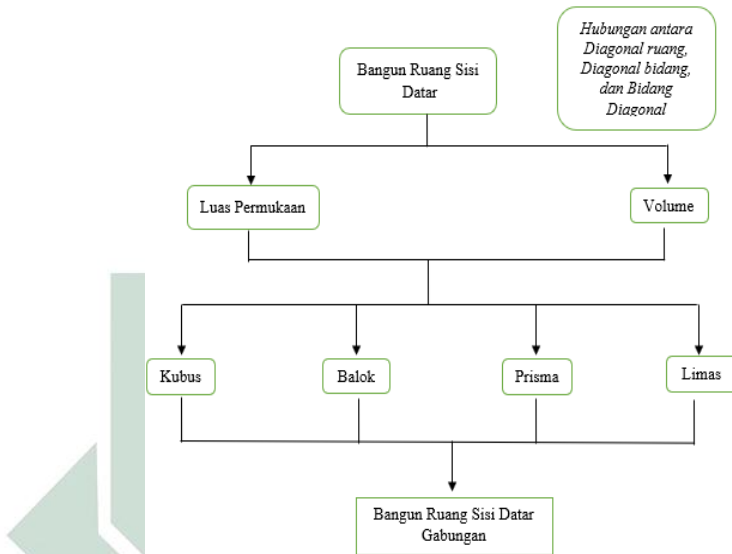 Bangun Ruang Sisi
Datar
Hubungan antara
Diagonal ruang,
Diagonal bidang,
dan Bidang
Diagonal
Luas Permukaan
Volume
Kubus
Balok
Prisma
Limas
Bangun Ruang Sisi Datar
Gabungan